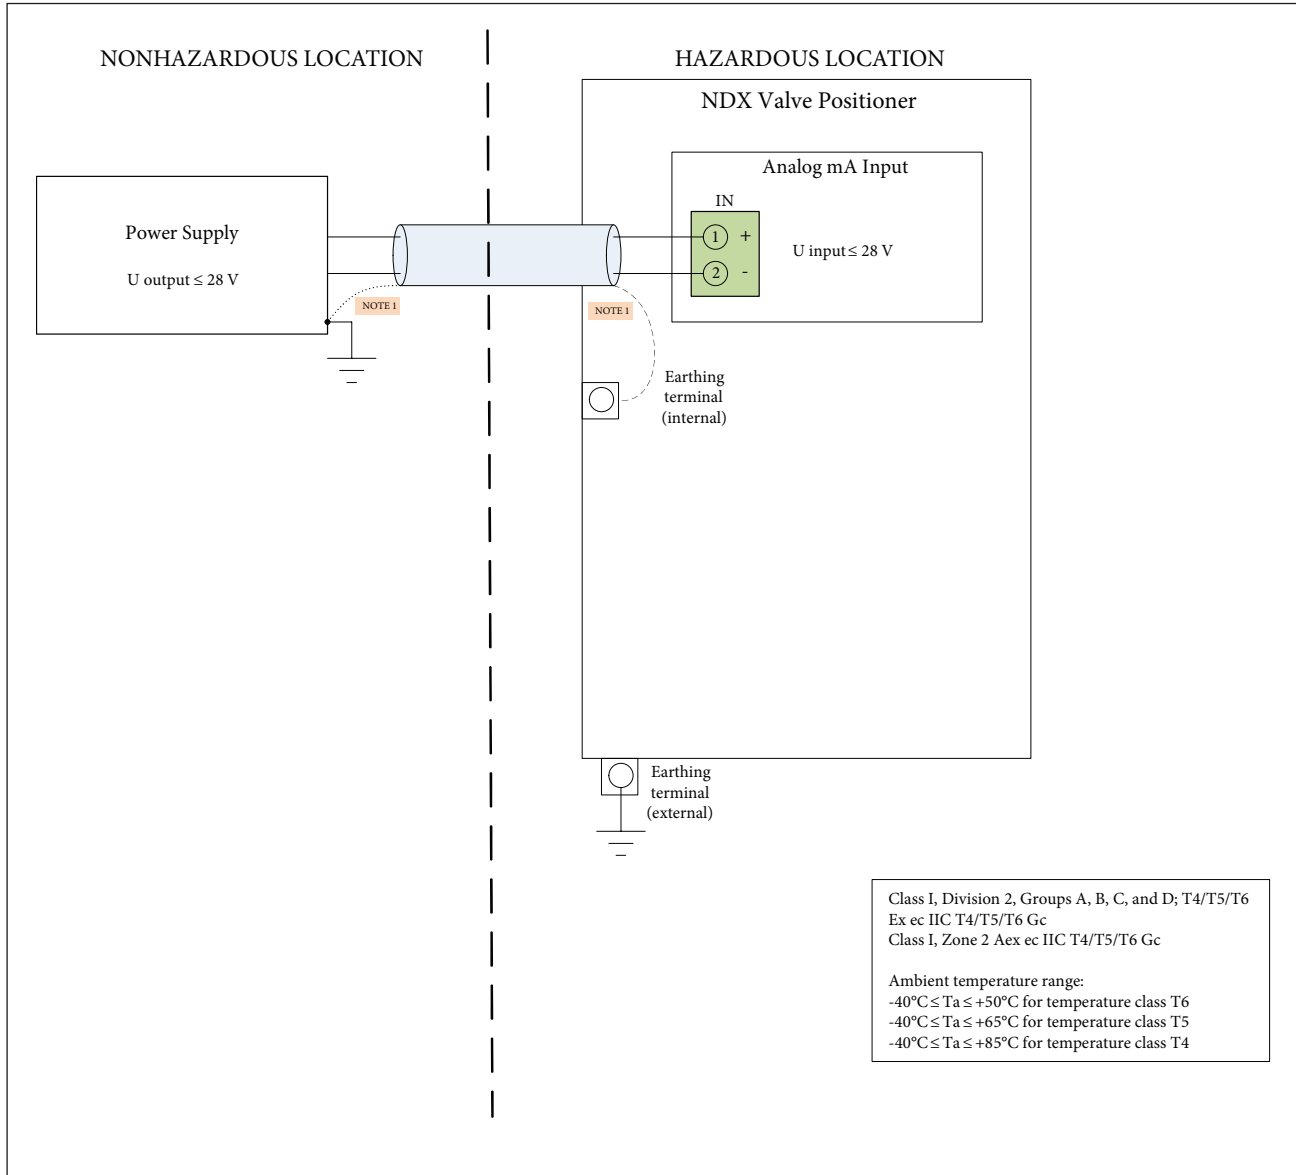 NONHAZARDOUS LOCATION
HAZARDOUS LOCATION
NDX Valve Positioner
Analog mA Input
IN
Power Supply
1 +
U input ≤ 28 V
U output ≤ 28 V
2 -
NOTE 1
NOTE 1
Earthing
terminal
(internal)
Earthing
terminal
(external)
Class I, Division 2, Groups A, B, C, and D; T4/T5/T6
Ex ec IIC T4/T5/T6 Gc
Class I, Zone 2 Aex ec IIC T4/T5/T6 Gc
Ambient temperature range:
-40°C ≤ Ta ≤ +50°C for temperature class T6
-40°C ≤ Ta ≤ +65°C for temperature class T5
-40°C ≤ Ta ≤ +85°C for temperature class T4